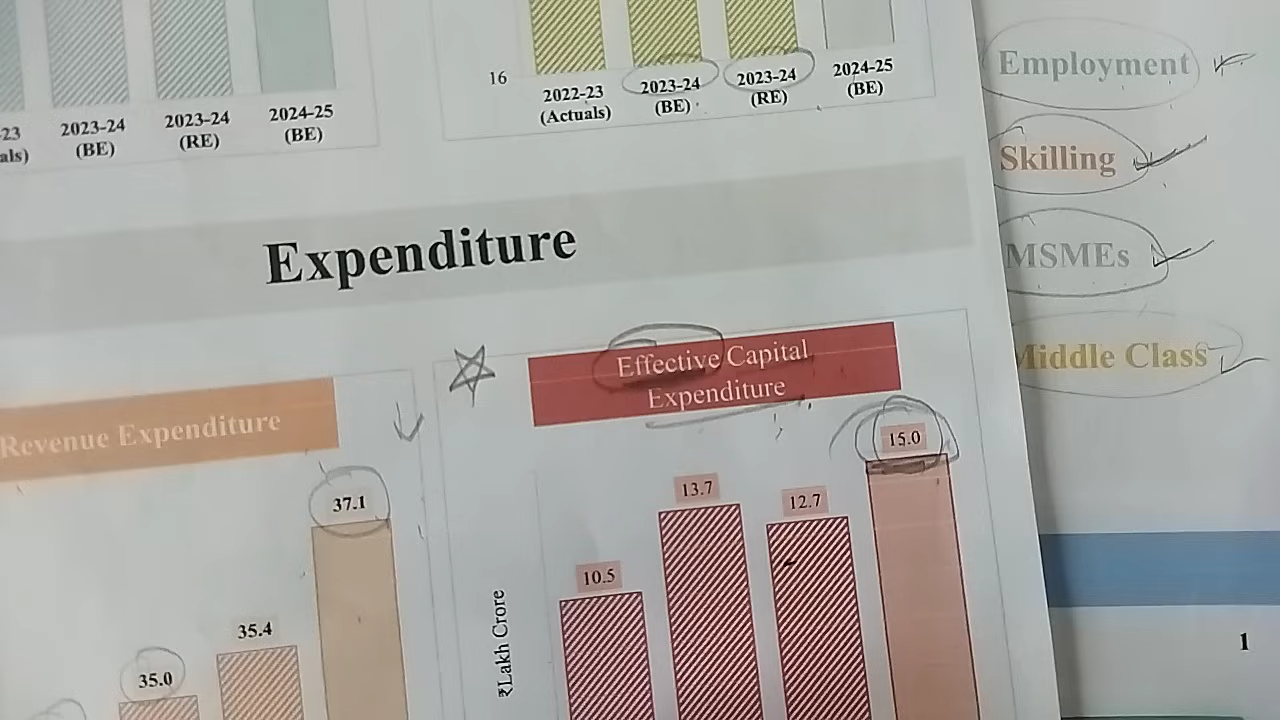 -23
als)
2023-24
(BE)
2023-24
(RE)
2024-25
(BE)
16
2022-23
(Actuals)
2023-24
(BE)
2023-24
(RE)
2024-25
(BE)
Employment
Skilling
MSMEs
Middle Class
1
Expenditure
Revenue Expenditure
37.1
35.4
35.0
Effective Capital
Expenditure
15.0
13.7
12.7
10.5
₹Lakh Crore